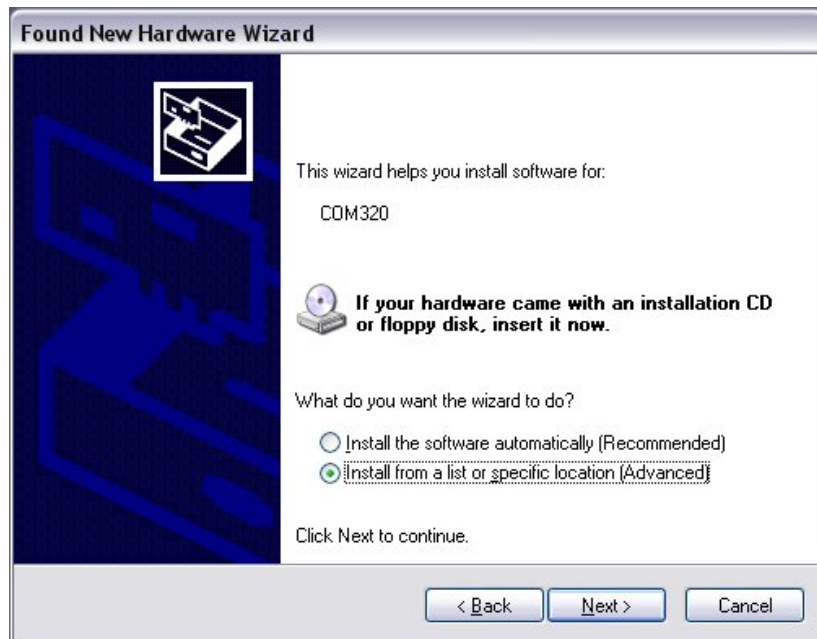 Found New Hardware Wizard
This wizard helps you install software for:
COM320
If your hardware came with an installation CD
or floppy disk, insert it now.
What do you want the wizard to do?
Install the software automatically (Recommended)
Install from a list or specific location (Advanced)
Click Next to continue.
< Back Next > Cancel